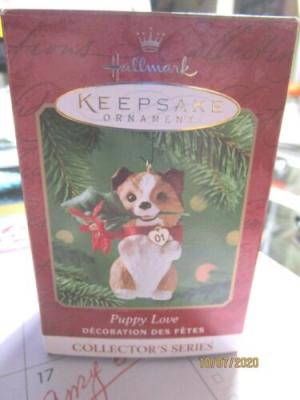 Hallmark
KEEPSAKE
ORNAMENT
01
Puppy Love
DÉCORATION DES FÊTES
COLLECTOR'S SERIES
10/07/2020
17